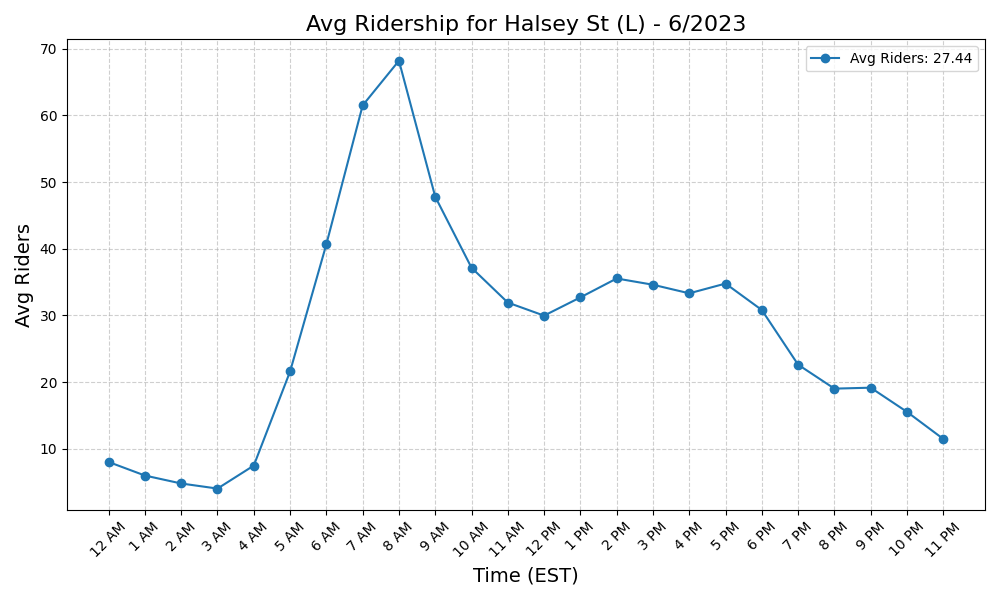 Avg Ridership for Halsey St (L) - 6/2023
Avg Riders: 27.44
Avg Riders
70
60
50
40
30
20
10
12 AM
1 AM
2 AM
3 AM
4 AM
5 AM
6 AM
7 AM
8 AM
9 AM
10 AM
11 AM
12 PM
1 PM
2 PM
3 PM
4 PM
5 PM
6 PM
7 PM
8 PM
9 PM
10 PM
11 PM
Time (EST)